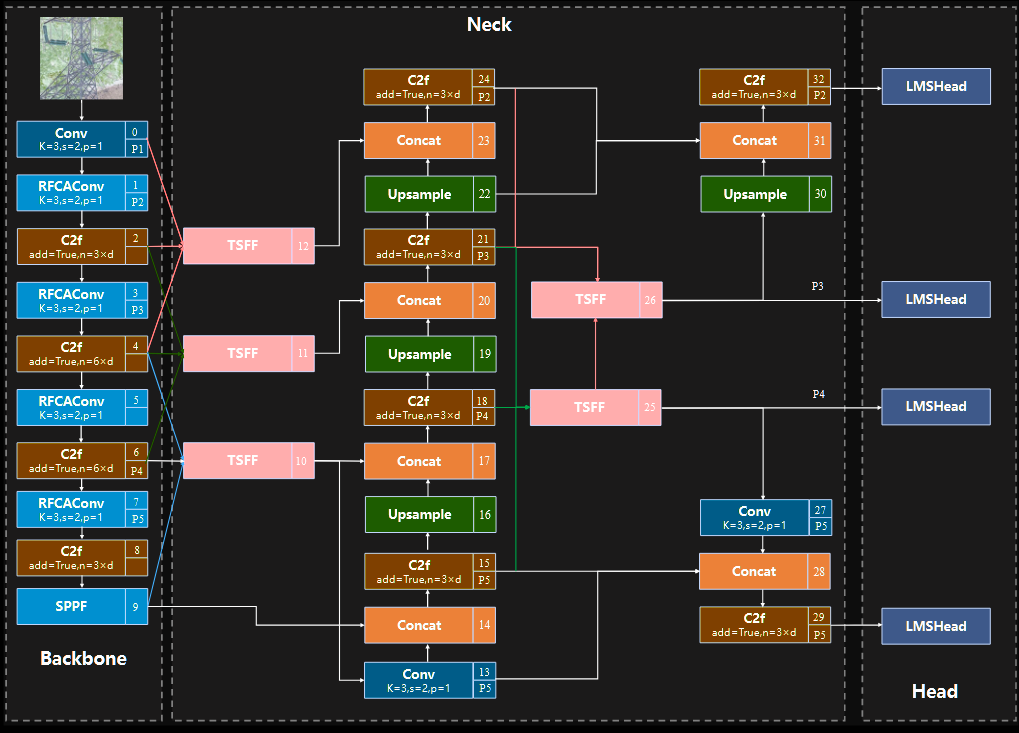 Neck
Conv
K=3,s=2,p=1
0
P1
RFCAConv
K=3,s=2,p=1
1
P2
C2f
add=True,n=3×d
2
RFCAConv
K=3,s=2,p=1
3
P3
C2f
add=True,n=6×d
4
RFCAConv
K=3,s=2,p=1
5
C2f
add=True,n=6×d
6
P4
RFCAConv
K=3,s=2,p=1
7
P5
C2f
add=True,n=3×d
8
SPPF
9
Backbone
TSFF
12
TSFF
11
TSFF
10
C2f
add=True,n=3×d
24
P2
Concat
23
Upsample
22
C2f
add=True,n=3×d
21
P3
Concat
20
Upsample
19
C2f
add=True,n=3×d
18
P4
Concat
17
Upsample
16
C2f
add=True,n=3×d
15
P5
Concat
14
Conv
K=3,s=2,p=1
13
P5
TSFF
26
TSFF
25
C2f
add=True,n=3×d
32
P2
Concat
31
Upsample
30
P3
P4
Conv
K=3,s=2,p=1
27
P5
Concat
28
C2f
add=True,n=3×d
29
P5
LMSHead
LMSHead
LMSHead
LMSHead
Head